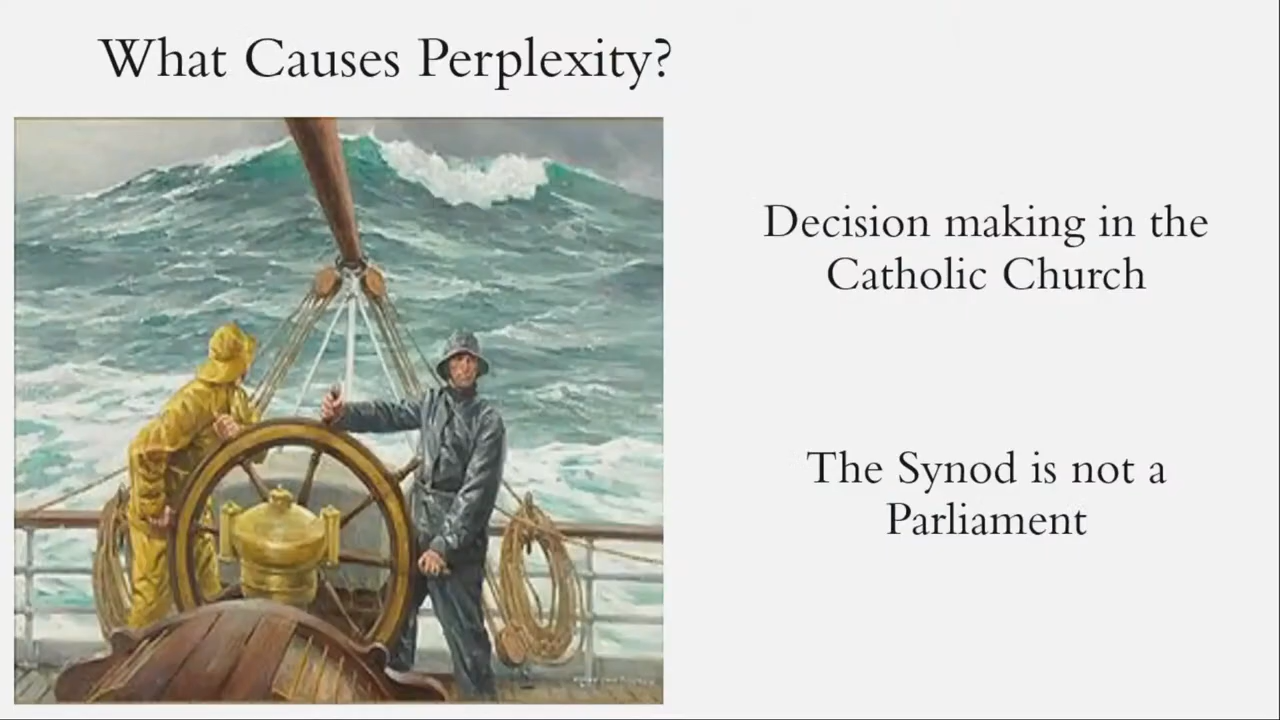 What Causes Perplexity?
Decision making in the
Catholic Church
The Synod is not a
Parliament